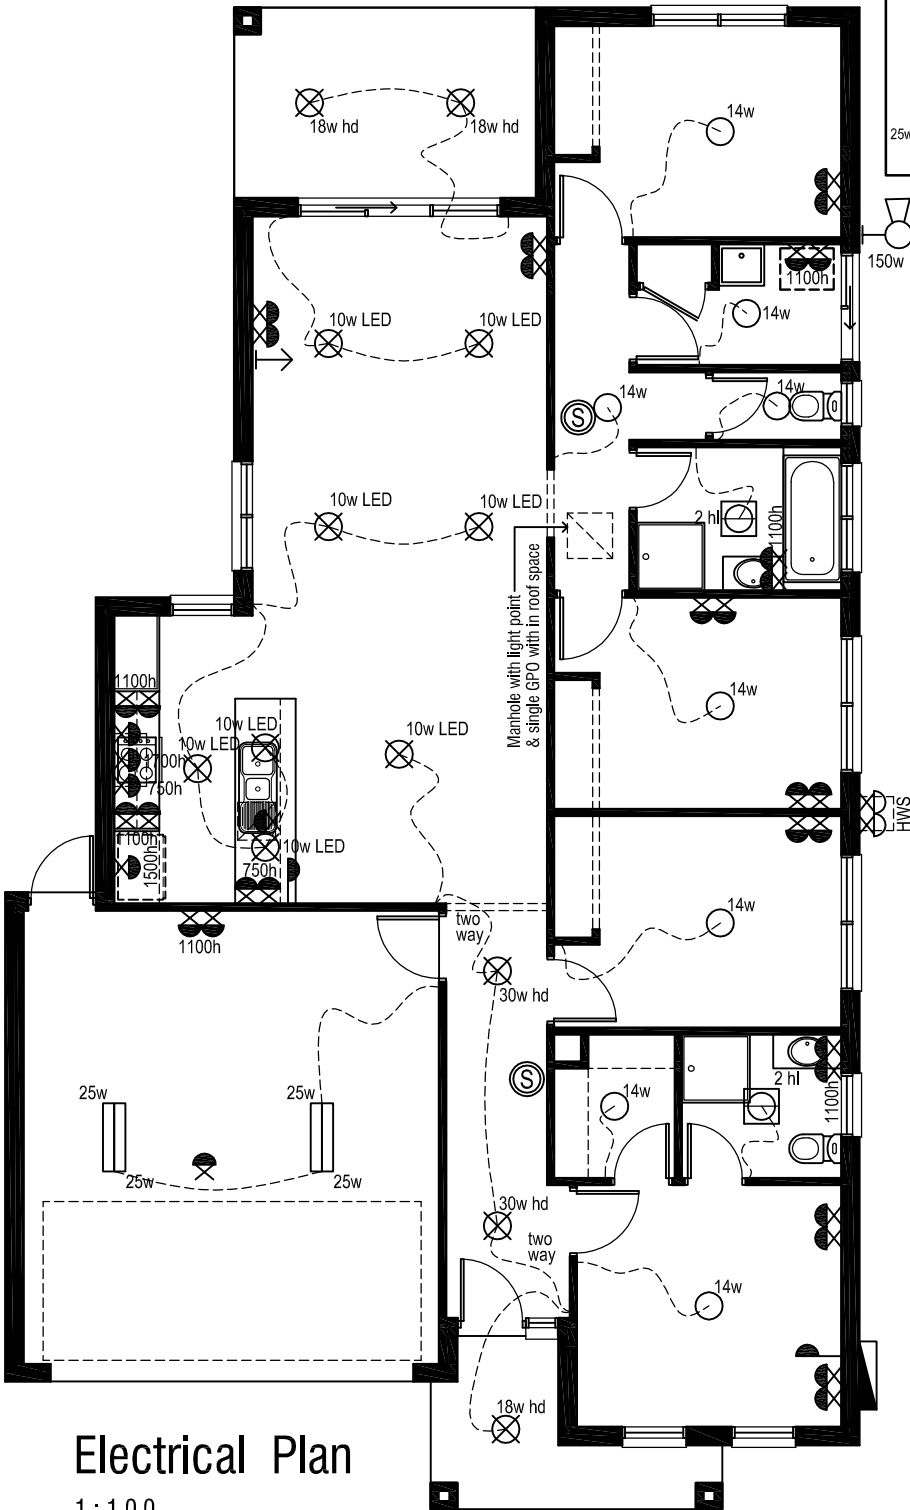 14w
18w hd
18w hd
25w
150w
1100h
14w
10w LED
10w LED
14w
14w
S
10w LED
10w LED
2 hl
1100h
Manhole with light point
& single GPO with in roof space
1100h
14w
10w LED
10w LED
10w LED
700h
750h
HWS
1100h
10w LED
1500h
750h
14w
two
way
1100h
30w hd
S
2 hl
14w
1100h
25w
25w
25w
25w
30w hd
two
way
14w
18w hd
Electrical Plan
1:100